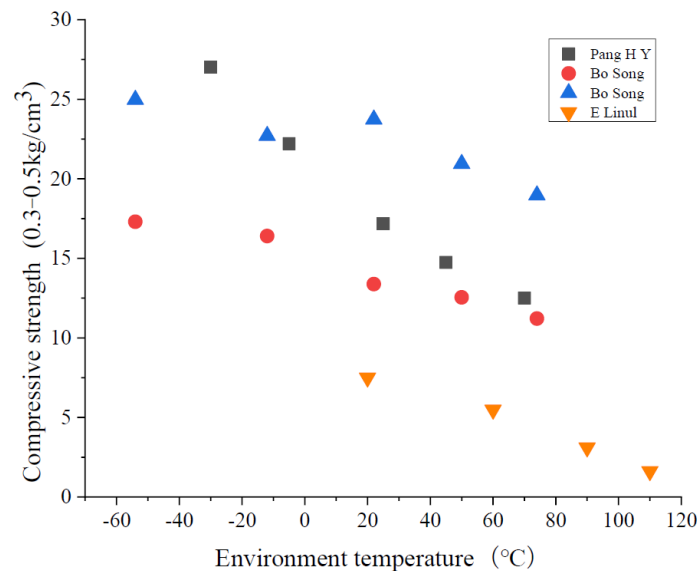 30
25
20
15
10
5
0
-60 -40 -20 0 20 40 60 80 100 120
Compressive strength (0.3-0.5kg/cm³)
Environment temperature (℃)
Pang H Y
Bo Song
Bo Song
E Linul